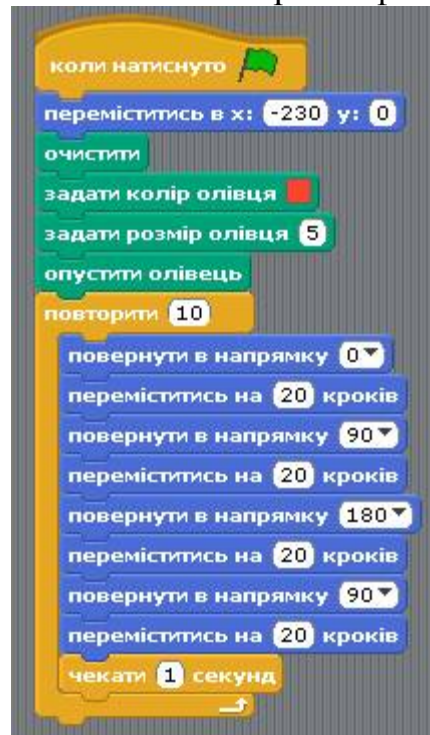 коли натиснуто
переміститись в x: -230 y: 0
очистити
задати колір олівця
задати розмір олівця 5
опустити олівець
повторити 10
повернути в напрямку 0
переміститись на 20 кроків
повернути в напрямку 90
переміститись на 20 кроків
повернути в напрямку 180
переміститись на 20 кроків
повернути в напрямку 90
переміститись на 20 кроків
чекати 1 секунд